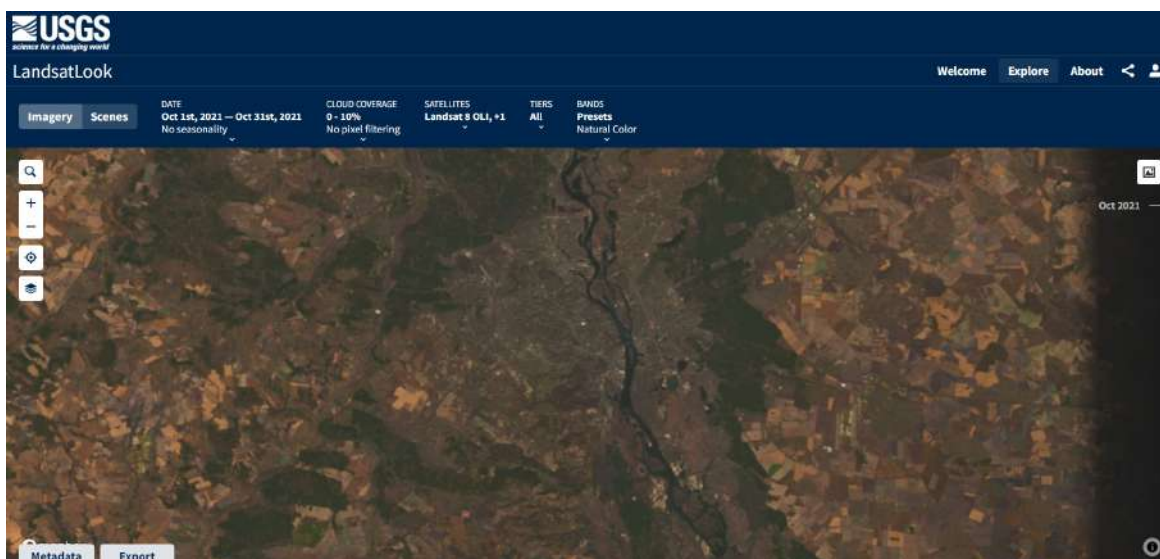 USGS
science for a changing world
LandsatLook
Welcome Explore About
Imagery Scenes
DATE
Oct 1st, 2021 — Oct 31st, 2021
No seasonality
CLOUD COVERAGE
0 - 10%
No pixel filtering
SATELLITES
Landsat 8 OLI, +1
TIERS
All
BANDS
Presets
Natural Color
Oct 2021
Metadata Export